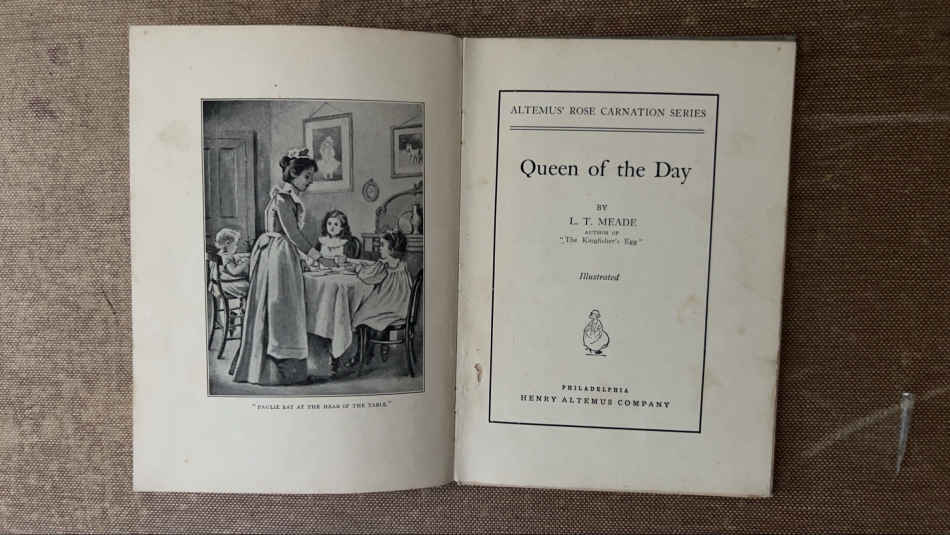 "PAULIE SAT AT THE HEAD OF THE TABLE."
ALTEMUS' ROSE CARNATION SERIES
Queen of the Day
BY
L. T. MEADE
AUTHOR OF
"The Kingfisher's Egg"
Illustrated
PHILADELPHIA
HENRY ALTEMUS COMPANY